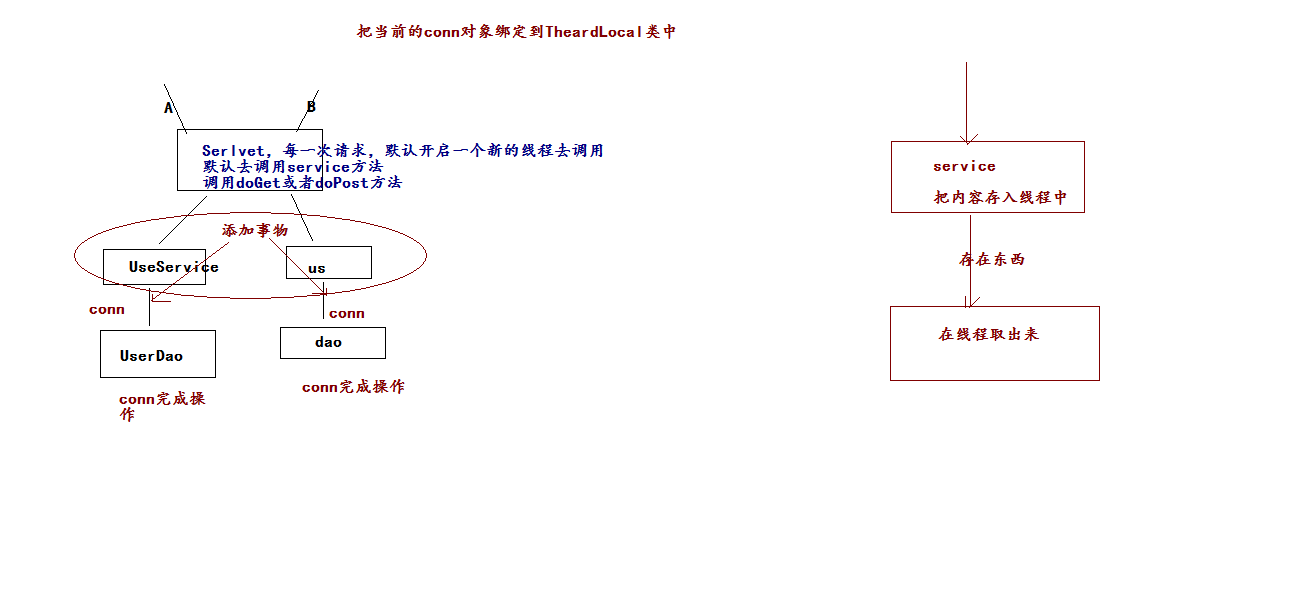 把当前的conn对象绑定到TheardLocal类中
A
B
Serlvet, 每一次请求, 默认开启一个新的线程去调用
默认去调用service方法
调用doGet或者doPost方法
添加事物
UseService
us
conn
conn
UserDao
dao
conn完成操
作
conn完成操作
service
把内容存入线程中
存在东西
在线程取出来